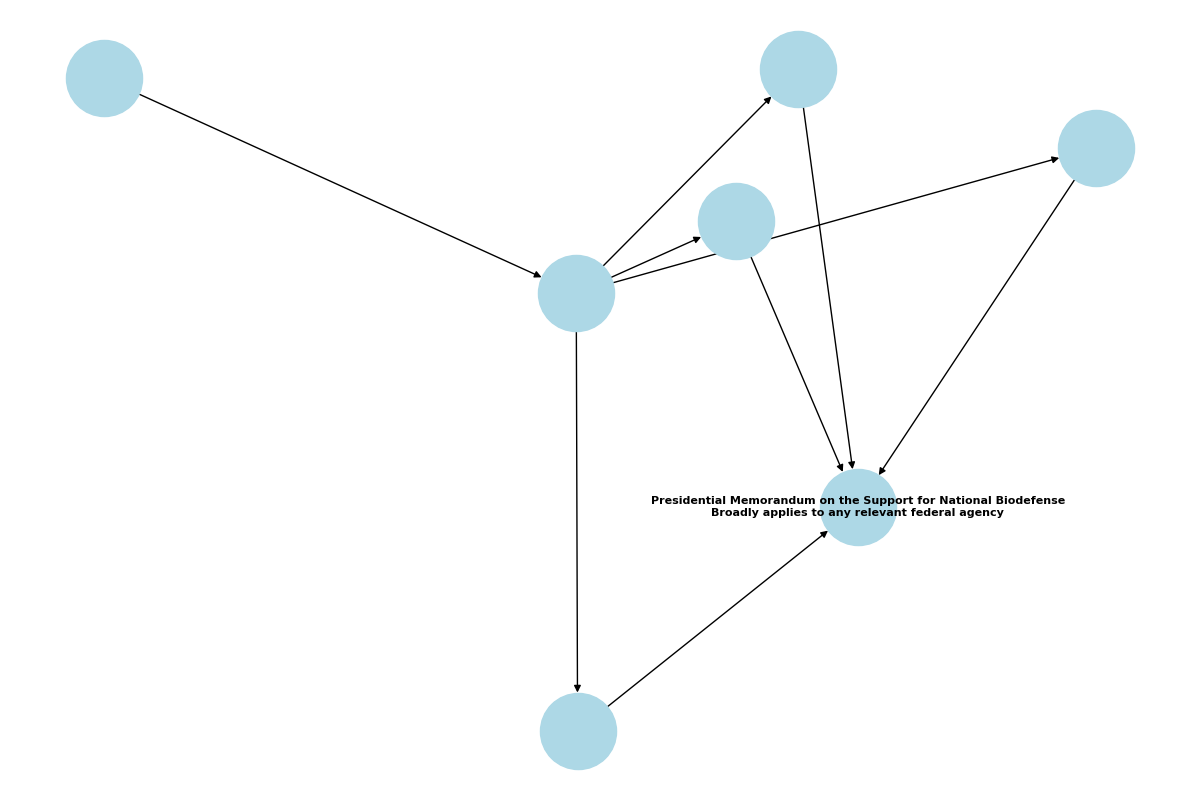 Presidential Memorandum on the Support for National Biodefense
Broadly applies to any relevant federal agency